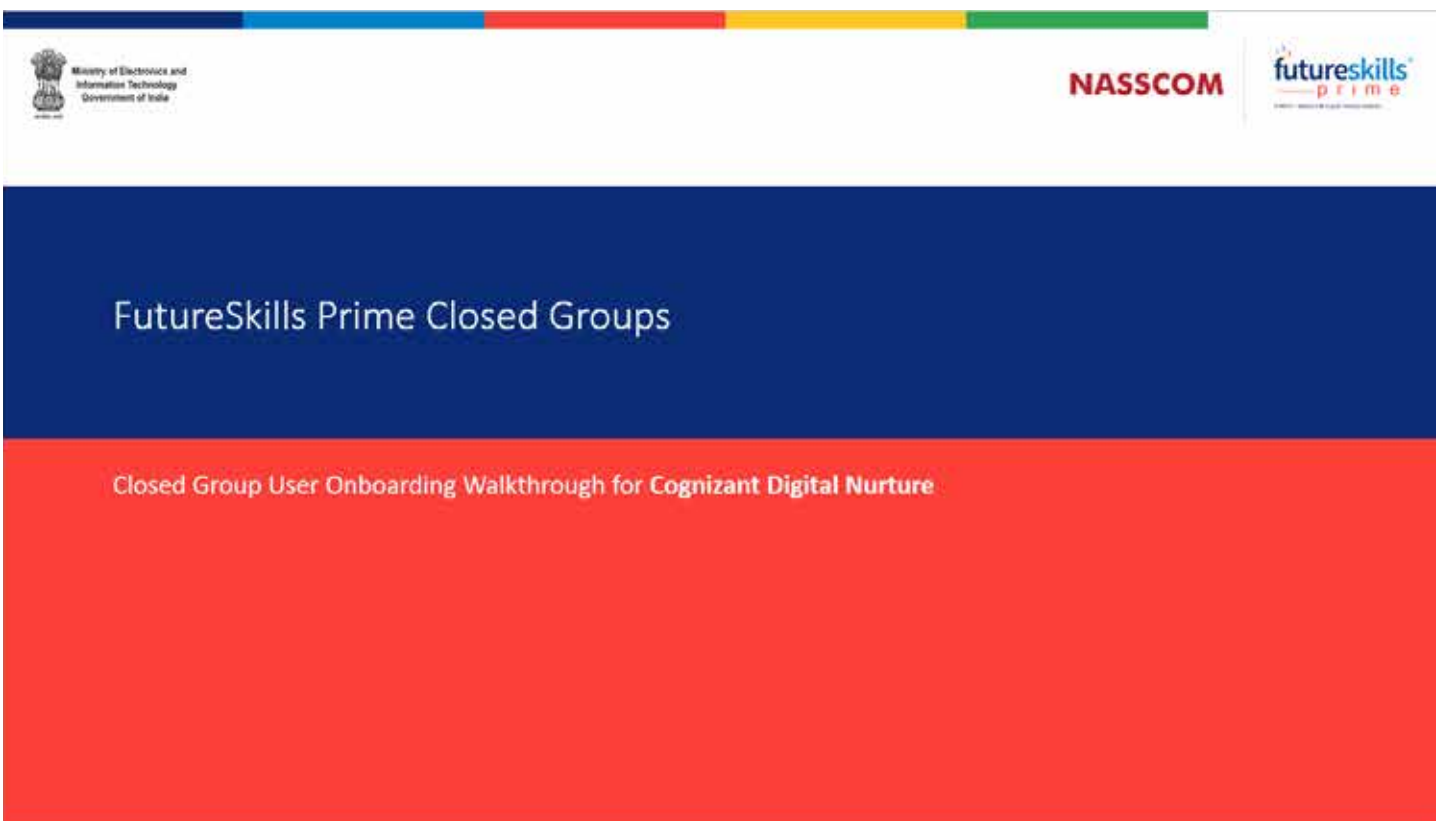 Ministry of Electronics and
Information Technology
Government of India
NASSCOM
futureskills
prime
FutureSkills Prime Closed Groups
Closed Group User Onboarding Walkthrough for Cognizant Digital Nurture